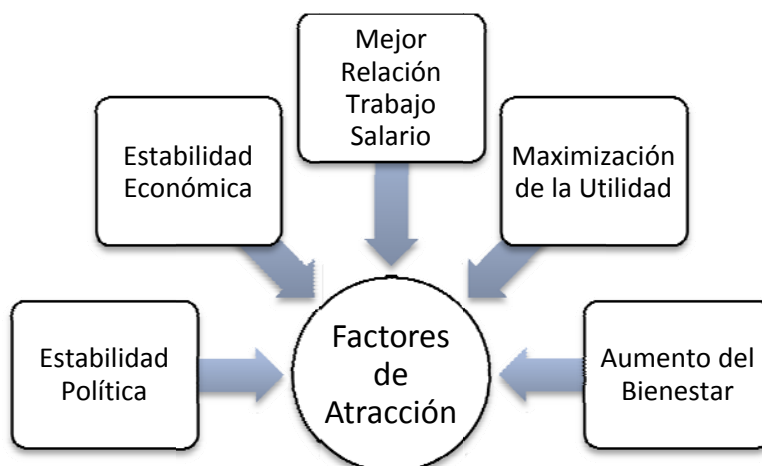 Mejor
Relación
Trabajo
Salario
Estabilidad
Económica
Maximización
de la Utilidad
Estabilidad
Política
Factores
de
Atracción
Aumento del
Bienestar